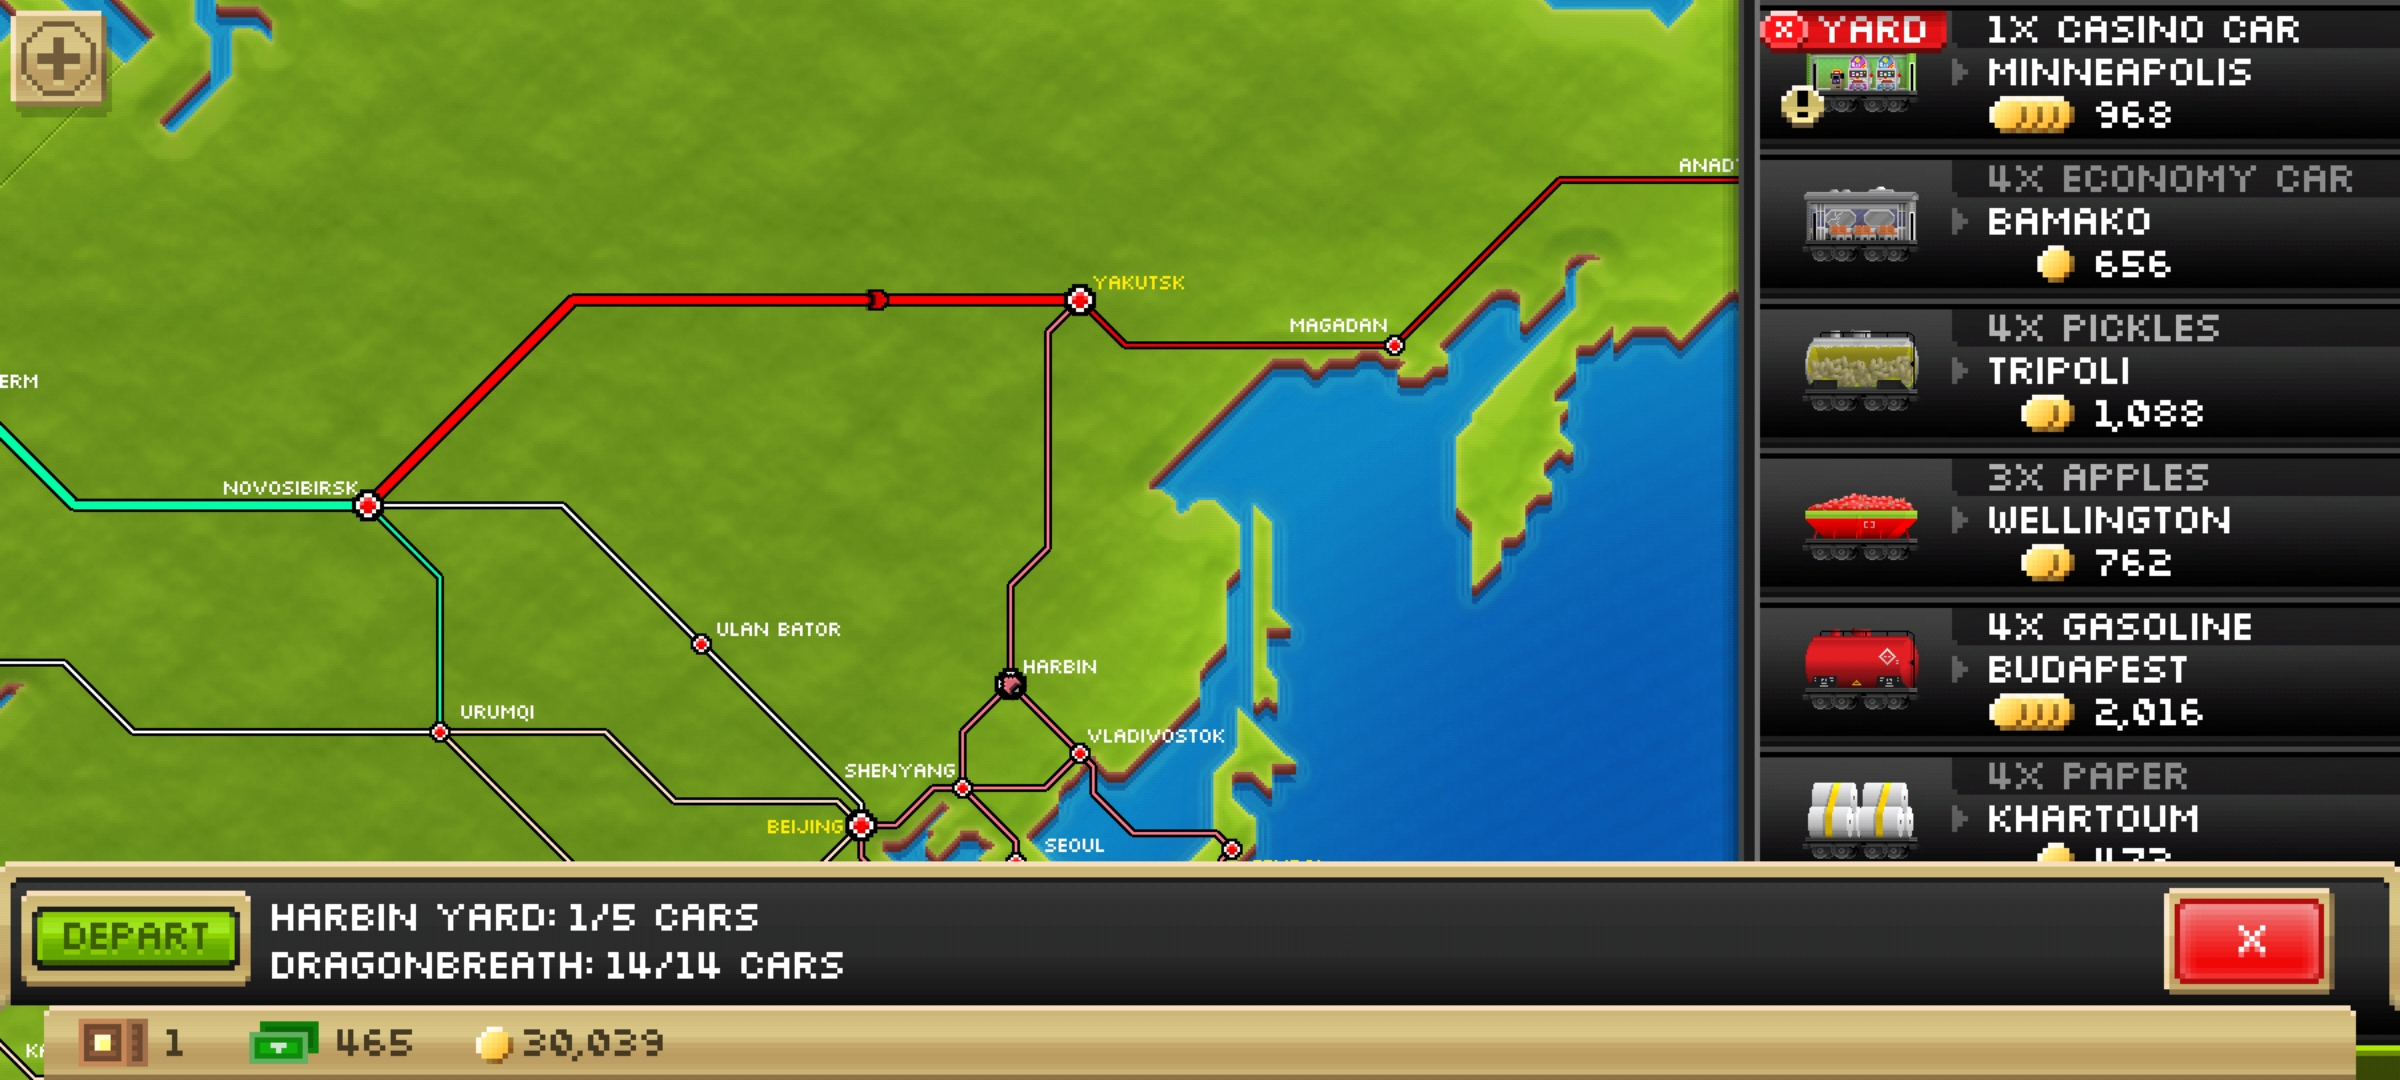 YARD
1X CASINO CAR
MINNEAPOLIS
968
4X ECONOMY CAR
BAMAKO
656
4X PICKLES
TRIPOLI
1,088
3X APPLES
WELLINGTON
762
4X GASOLINE
BUDAPEST
2,016
4X PAPER
KHARTOUM
ANAD
YAKUTSK
MAGADAN
ERM
NOVOSIBIRSK
ULAN BATOR
HARBIN
URUMQI
VLADIVOSTOK
SHENYANG
BEIJING
SEOUL
DEPART
HARBIN YARD: 1/5 CARS
DRAGONBREATH: 14/14 CARS
X
1
465
30,039